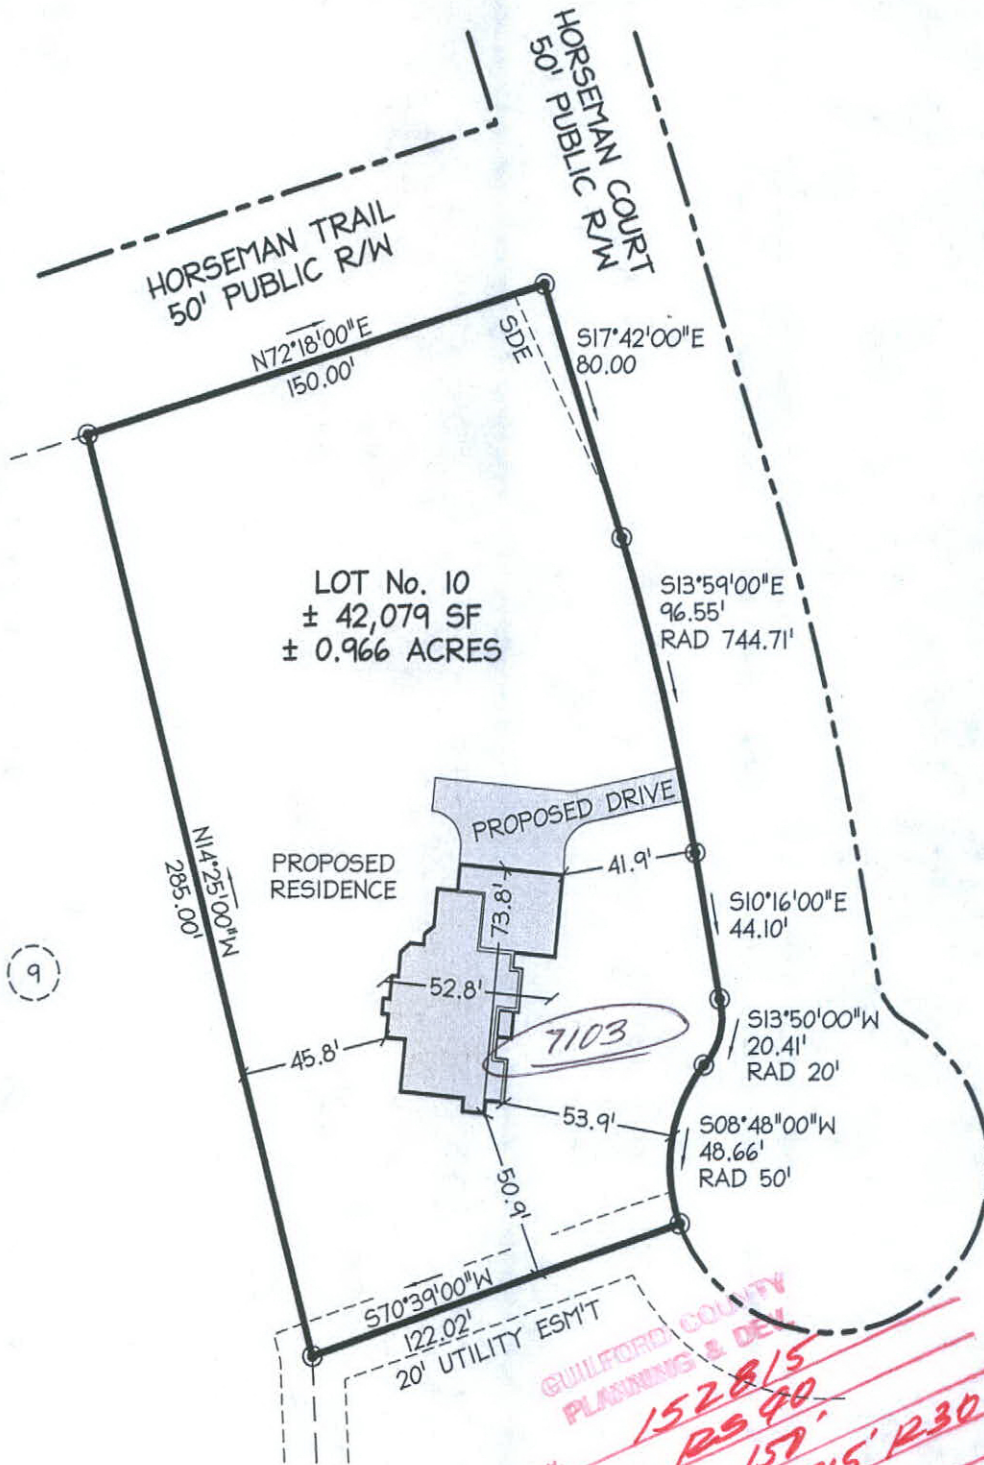 HORSEMAN COURT
50' PUBLIC R/W
HORSEMAN TRAIL
50' PUBLIC R/W
N72°18'00"E
150.00'
SDE
S17°42'00"E
80.00
LOT No. 10
± 42,079 SF
± 0.966 ACRES
S13°59'00"E
96.55'
RAD 744.71'
PROPOSED DRIVE
PROPOSED
RESIDENCE
41.9'
73.8'
N14°25'00"W
285.00'
S10°16'00"E
44.10'
9
52.8'
7103
S13°50'00"W
20.41'
RAD 20'
45.8'
53.9'
S08°48"00"W
48.66'
RAD 50'
50.9'
S70°39'00"W
122.02'
20' UTILITY ESM'T
GUILFORD COUNTY
PLANNING & DEV.
152815
RS 40
R30